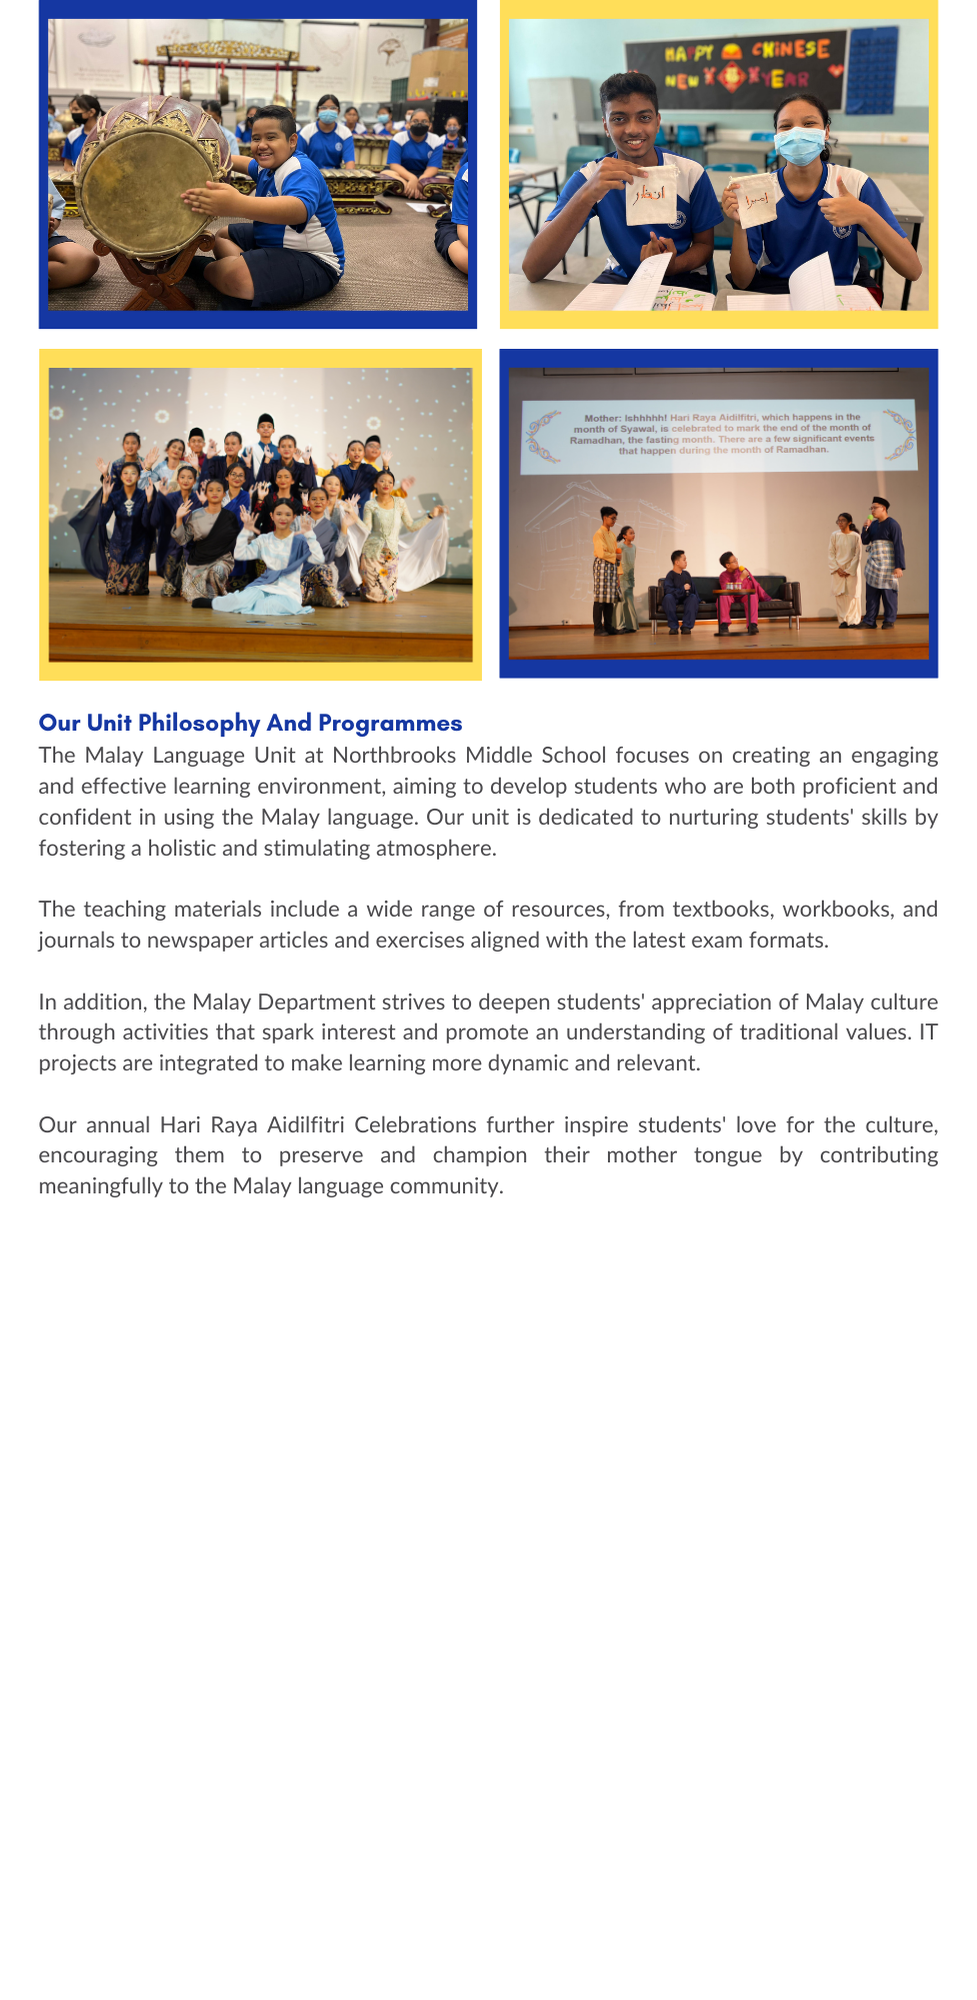 HAPPY CHINESE
NEW YEAR
انظر
اميرا
Mother: Ishhhhh! Hari Raya Aidilfitri, which happens in the
month of Syawal, is celebrated to mark the end of the month of
Ramadhan, the fasting month. There are a few significant events
that happen during the month of Ramadhan.
Our Unit Philosophy And Programmes
The Malay Language Unit at Northbrooks Middle School focuses on creating an engaging
and effective learning environment, aiming to develop students who are both proficient and
confident in using the Malay language. Our unit is dedicated to nurturing students' skills by
fostering a holistic and stimulating atmosphere.
The teaching materials include a wide range of resources, from textbooks, workbooks, and
journals to newspaper articles and exercises aligned with the latest exam formats.
In addition, the Malay Department strives to deepen students' appreciation of Malay culture
through activities that spark interest and promote an understanding of traditional values. IT
projects are integrated to make learning more dynamic and relevant.
Our annual Hari Raya Aidilfitri Celebrations further inspire students' love for the culture,
encouraging them to preserve and champion their mother tongue by contributing
meaningfully to the Malay language community.